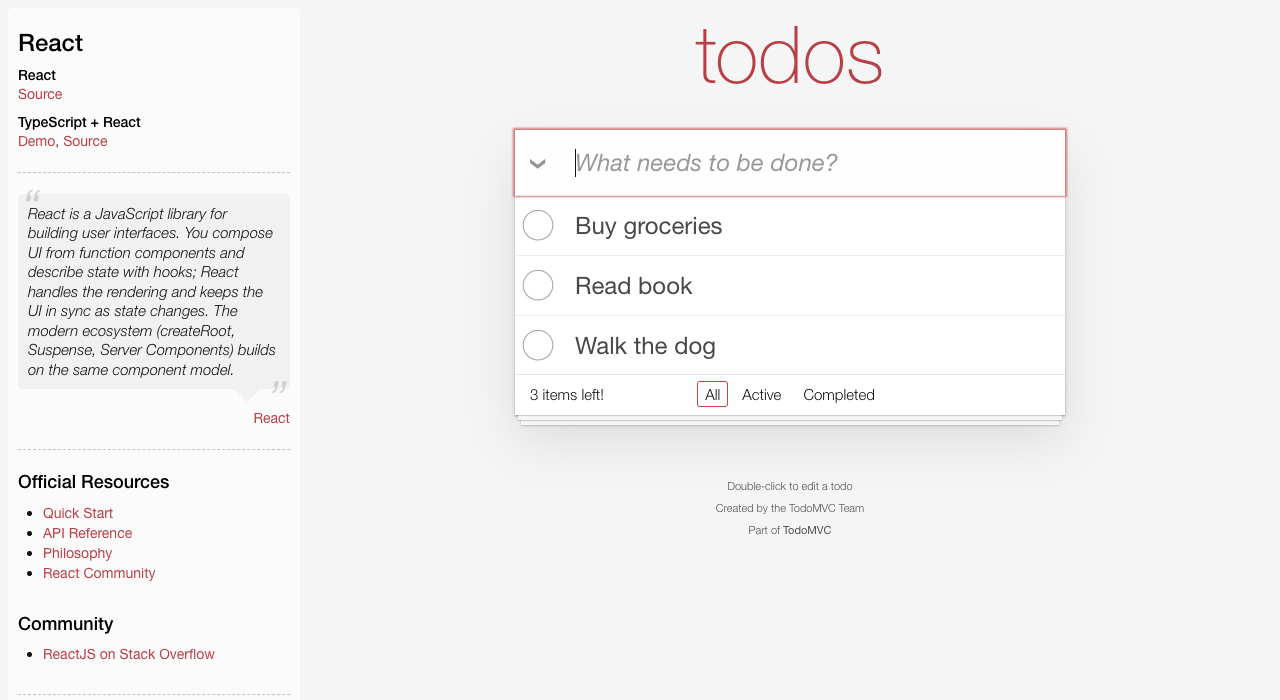 React
React
Source
TypeScript + React
Demo, Source
“
React is a JavaScript library for
building user interfaces. You compose
UI from function components and
describe state with hooks; React
handles the rendering and keeps the
UI in sync as state changes. The
modern ecosystem (createRoot,
Suspense, Server Components) builds
on the same component model.
”
React
Official Resources
Quick Start
API Reference
Philosophy
React Community
Community
ReactJS on Stack Overflow
todos
What needs to be done?
Buy groceries
Read book
Walk the dog
3 items left! All Active Completed
Double-click to edit a todo
Created by the TodoMVC Team
Part of TodoMVC